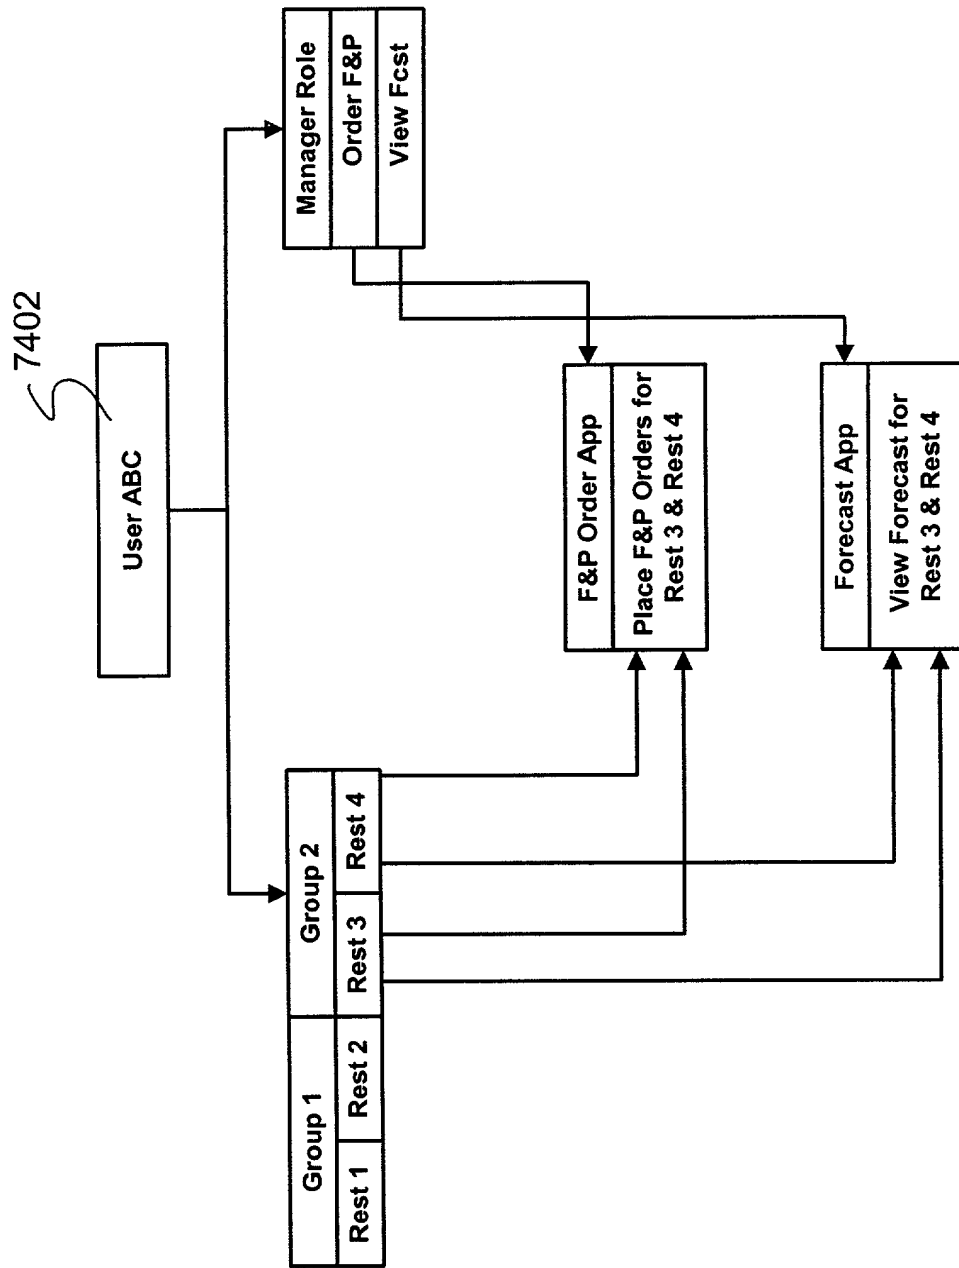 7402
User ABC
Group 1
Group 2
Rest 1
Rest 2
Rest 3
Rest 4
Manager Role
Order F&P
View Fcst
F&P Order App
Place F&P Orders for
Rest 3 & Rest 4
Forecast App
View Forecast for
Rest 3 & Rest 4